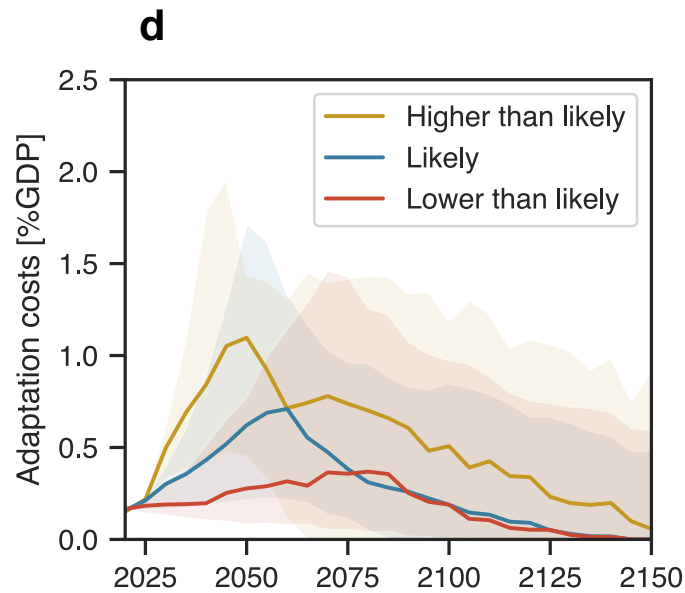 d
Adaptation costs [%GDP]
2.5
2.0
1.5
1.0
0.5
0.0
Higher than likely
Likely
Lower than likely
2025 2050 2075 2100 2125 2150